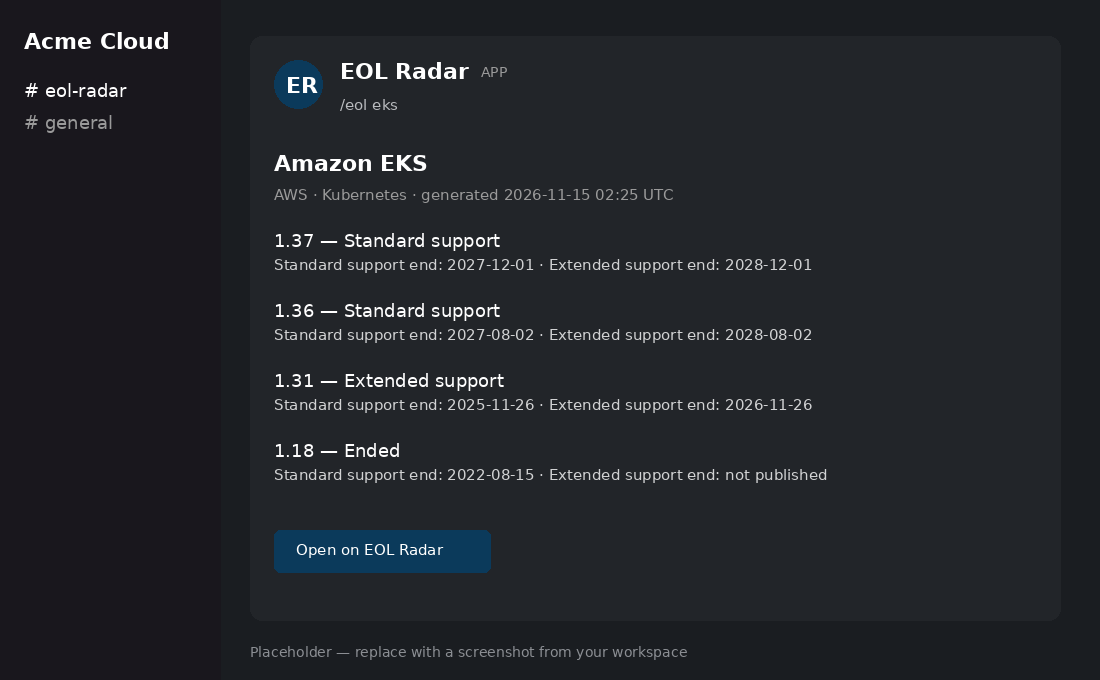 Acme Cloud
# eol-radar
# general
ER
EOL Radar APP
/eol eks
Amazon EKS
AWS · Kubernetes · generated 2026-11-15 02:25 UTC
1.37 — Standard support
Standard support end: 2027-12-01 · Extended support end: 2028-12-01
1.36 — Standard support
Standard support end: 2027-08-02 · Extended support end: 2028-08-02
1.31 — Extended support
Standard support end: 2025-11-26 · Extended support end: 2026-11-26
1.18 — Ended
Standard support end: 2022-08-15 · Extended support end: not published
Open on EOL Radar
Placeholder — replace with a screenshot from your workspace